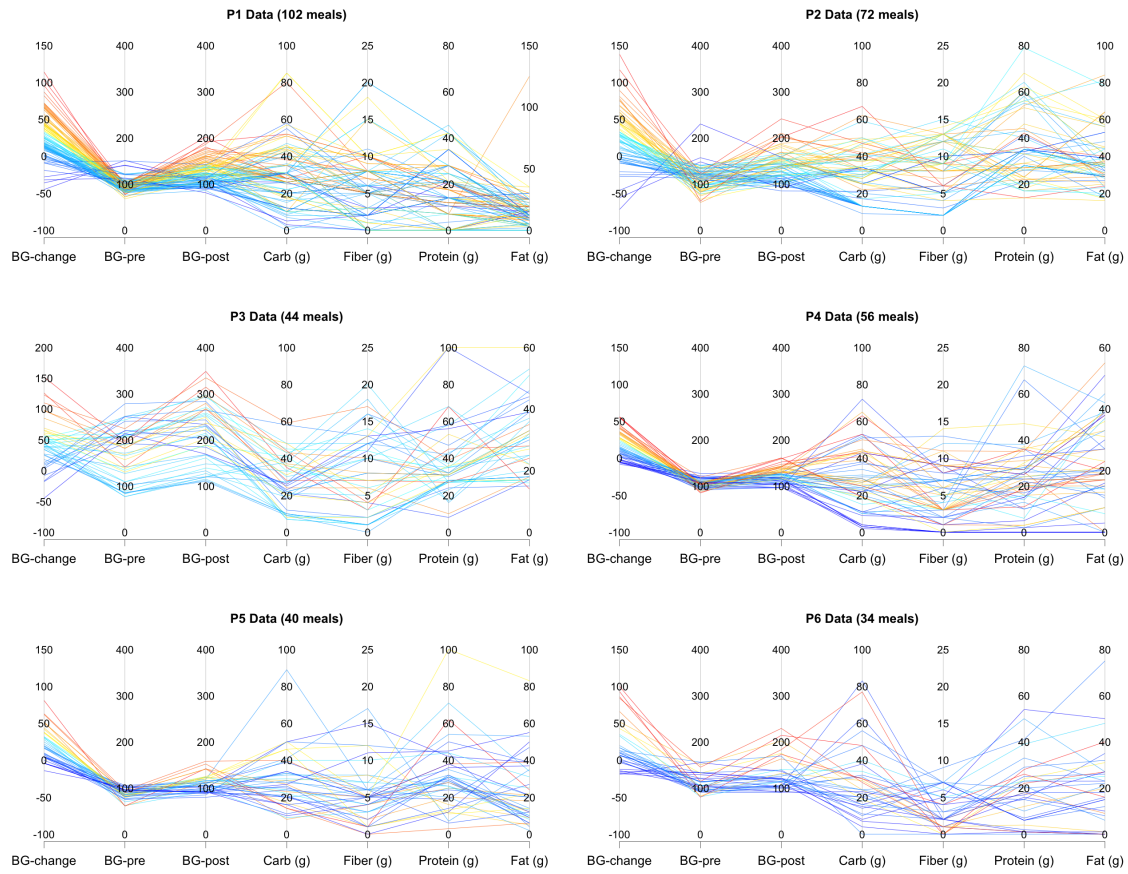 P1 Data (102 meals)
P2 Data (72 meals)
150 400 400 100 25 80 150
150 400 400 100 25 80 100
100 300 300 80 20 60 100
100 300 300 80 20 60 80
50 200 200 60 15 40 50
50 200 200 60 15 40 60
0 100 100 40 10 20 0
0 100 100 40 10 20 40
-50 0 0 20 5 0
-50 0 0 20 5 0 20
-100 0 0
-100 0 0 0
BG-change BG-pre BG-post Carb (g) Fiber (g) Protein (g) Fat (g)
BG-change BG-pre BG-post Carb (g) Fiber (g) Protein (g) Fat (g)
P3 Data (44 meals)
P4 Data (56 meals)
200 400 400 100 25 100 60
150 400 400 100 25 80 60
150 300 300 80 20 80 40
100 300 300 80 20 60 40
100 200 200 60 15 60 20
50 200 200 60 15 40 20
50 100 100 40 10 40 0
0 100 100 40 10 20 0
0 0 0 20 5 20
-50 0 0 20 5 0
-50 0 0 0
-100 0 0
-100
BG-change BG-pre BG-post Carb (g) Fiber (g) Protein (g) Fat (g)
BG-change BG-pre BG-post Carb (g) Fiber (g) Protein (g) Fat (g)
P5 Data (40 meals)
P6 Data (34 meals)
150 400 400 100 25 100 100
150 400 400 100 25 80 80
100 300 300 80 20 80 80
100 300 300 80 20 60 60
50 200 200 60 15 60 60
50 200 200 60 15 40 40
0 100 100 40 10 40 40
0 100 100 40 10 20 20
-50 0 0 20 5 20 20
-50 0 0 20 5 0 0
-100 0 0 0 0
-100 0 0
BG-change BG-pre BG-post Carb (g) Fiber (g) Protein (g) Fat (g)
BG-change BG-pre BG-post Carb (g) Fiber (g) Protein (g) Fat (g)